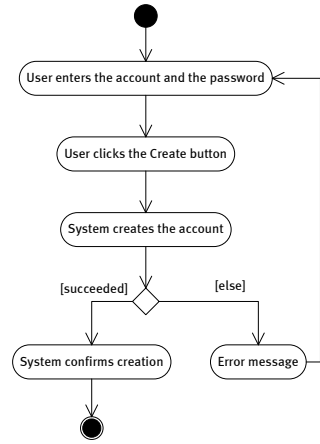 User enters the account and the password
User clicks the Create button
System creates the account
[succeeded]
[else]
System confirms creation
Error message